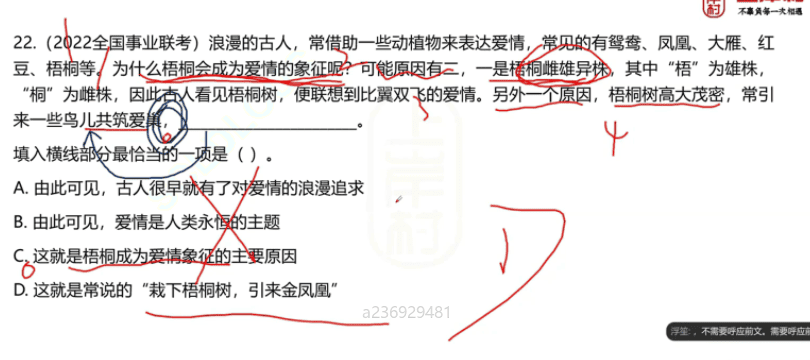 不靠自每一次相遇
22.（2022全国事业联考）浪漫的古人，常借助一些动植物来表达爱情，常见的有鸳鸯、凤凰、大雁、红
豆、梧桐等。为什么梧桐会成为爱情的象征呢？可能原因有二，一是梧桐雌雄异株，其中“梧”为雄株，
“桐”为雌株，因此古人看见梧桐树，便联想到比翼双飞的爱情。另外一个原因，梧桐树高大茂密，常引
来一些鸟儿共筑爱巢，____________________。
3
4
填入横线部分最恰当的一项是（ ）。
A. 由此可见，古人很早就有了对爱情的浪漫追求
B. 由此可见，爱情是人类永恒的主题
C. 这就是梧桐成为爱情象征的主要原因
D. 这就是常说的“栽下梧桐树，引来金凤凰”
a236929481
浮笙：，不需要呼应前文。需要呼应前